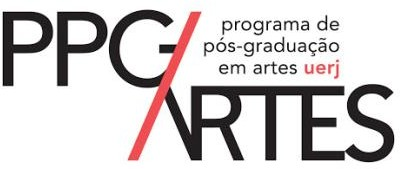 PPG/
programa de
pós-graduação
em artes uerj
ARTES